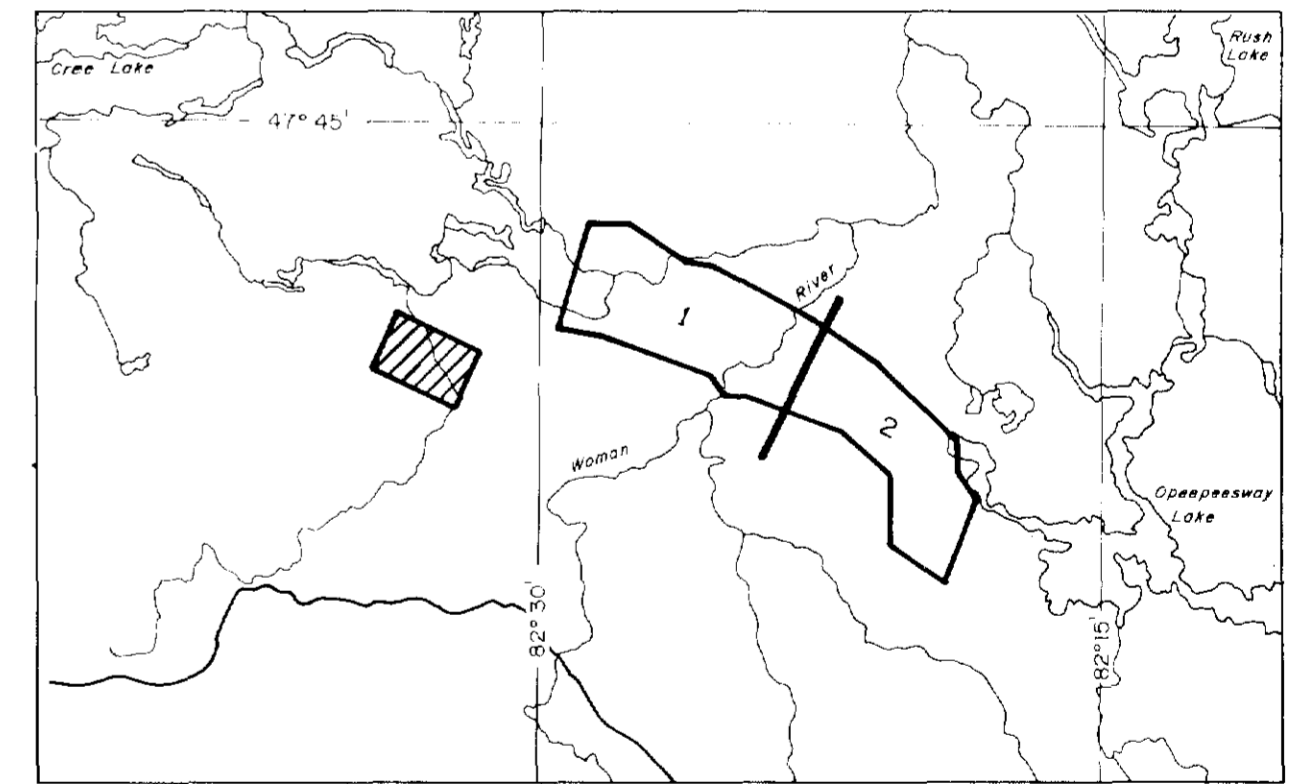 Rush
Lake
Cree Lake
47° 45'
River
1
2
Woman
Opeepeesway
Lake
82° 30'
82° 15'